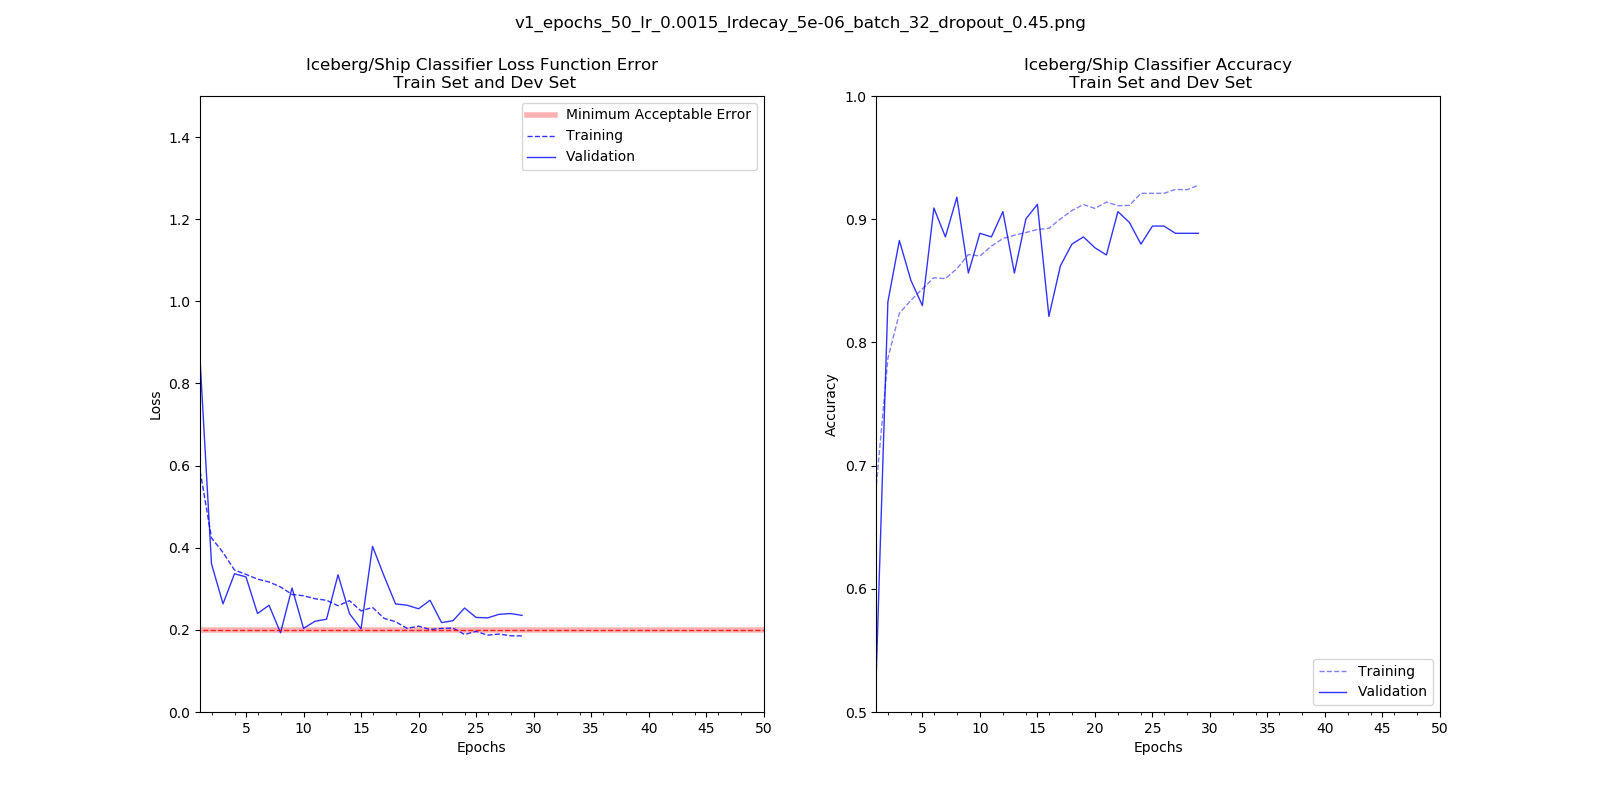 v1_epochs_50_lr_0.0015_lrdecay_5e-06_batch_32_dropout_0.45.png
Iceberg/Ship Classifier Loss Function Error
Train Set and Dev Set
1.4
1.2
1.0
0.8
0.6
0.4
0.2
0.0
Loss
Minimum Acceptable Error
Training
Validation
5 10 15 20 25 30 35 40 45 50
Epochs
Iceberg/Ship Classifier Accuracy
Train Set and Dev Set
1.0
0.9
0.8
0.7
0.6
0.5
Accuracy
Training
Validation
5 10 15 20 25 30 35 40 45 50
Epochs